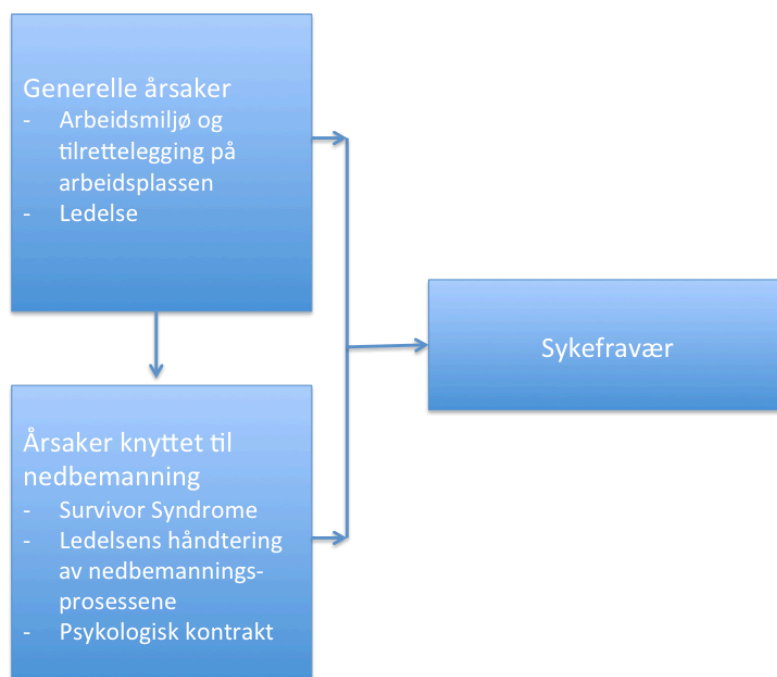 Generelle årsaker
- Arbeidsmiljø og
tilrettelegging på
arbeidsplassen
- Ledelse
Sykefravær
Årsaker knyttet til
nedbemanning
- Survivor Syndrome
- Ledelsens håndtering
av nedbemannings-
prosessene
- Psykologisk kontrakt